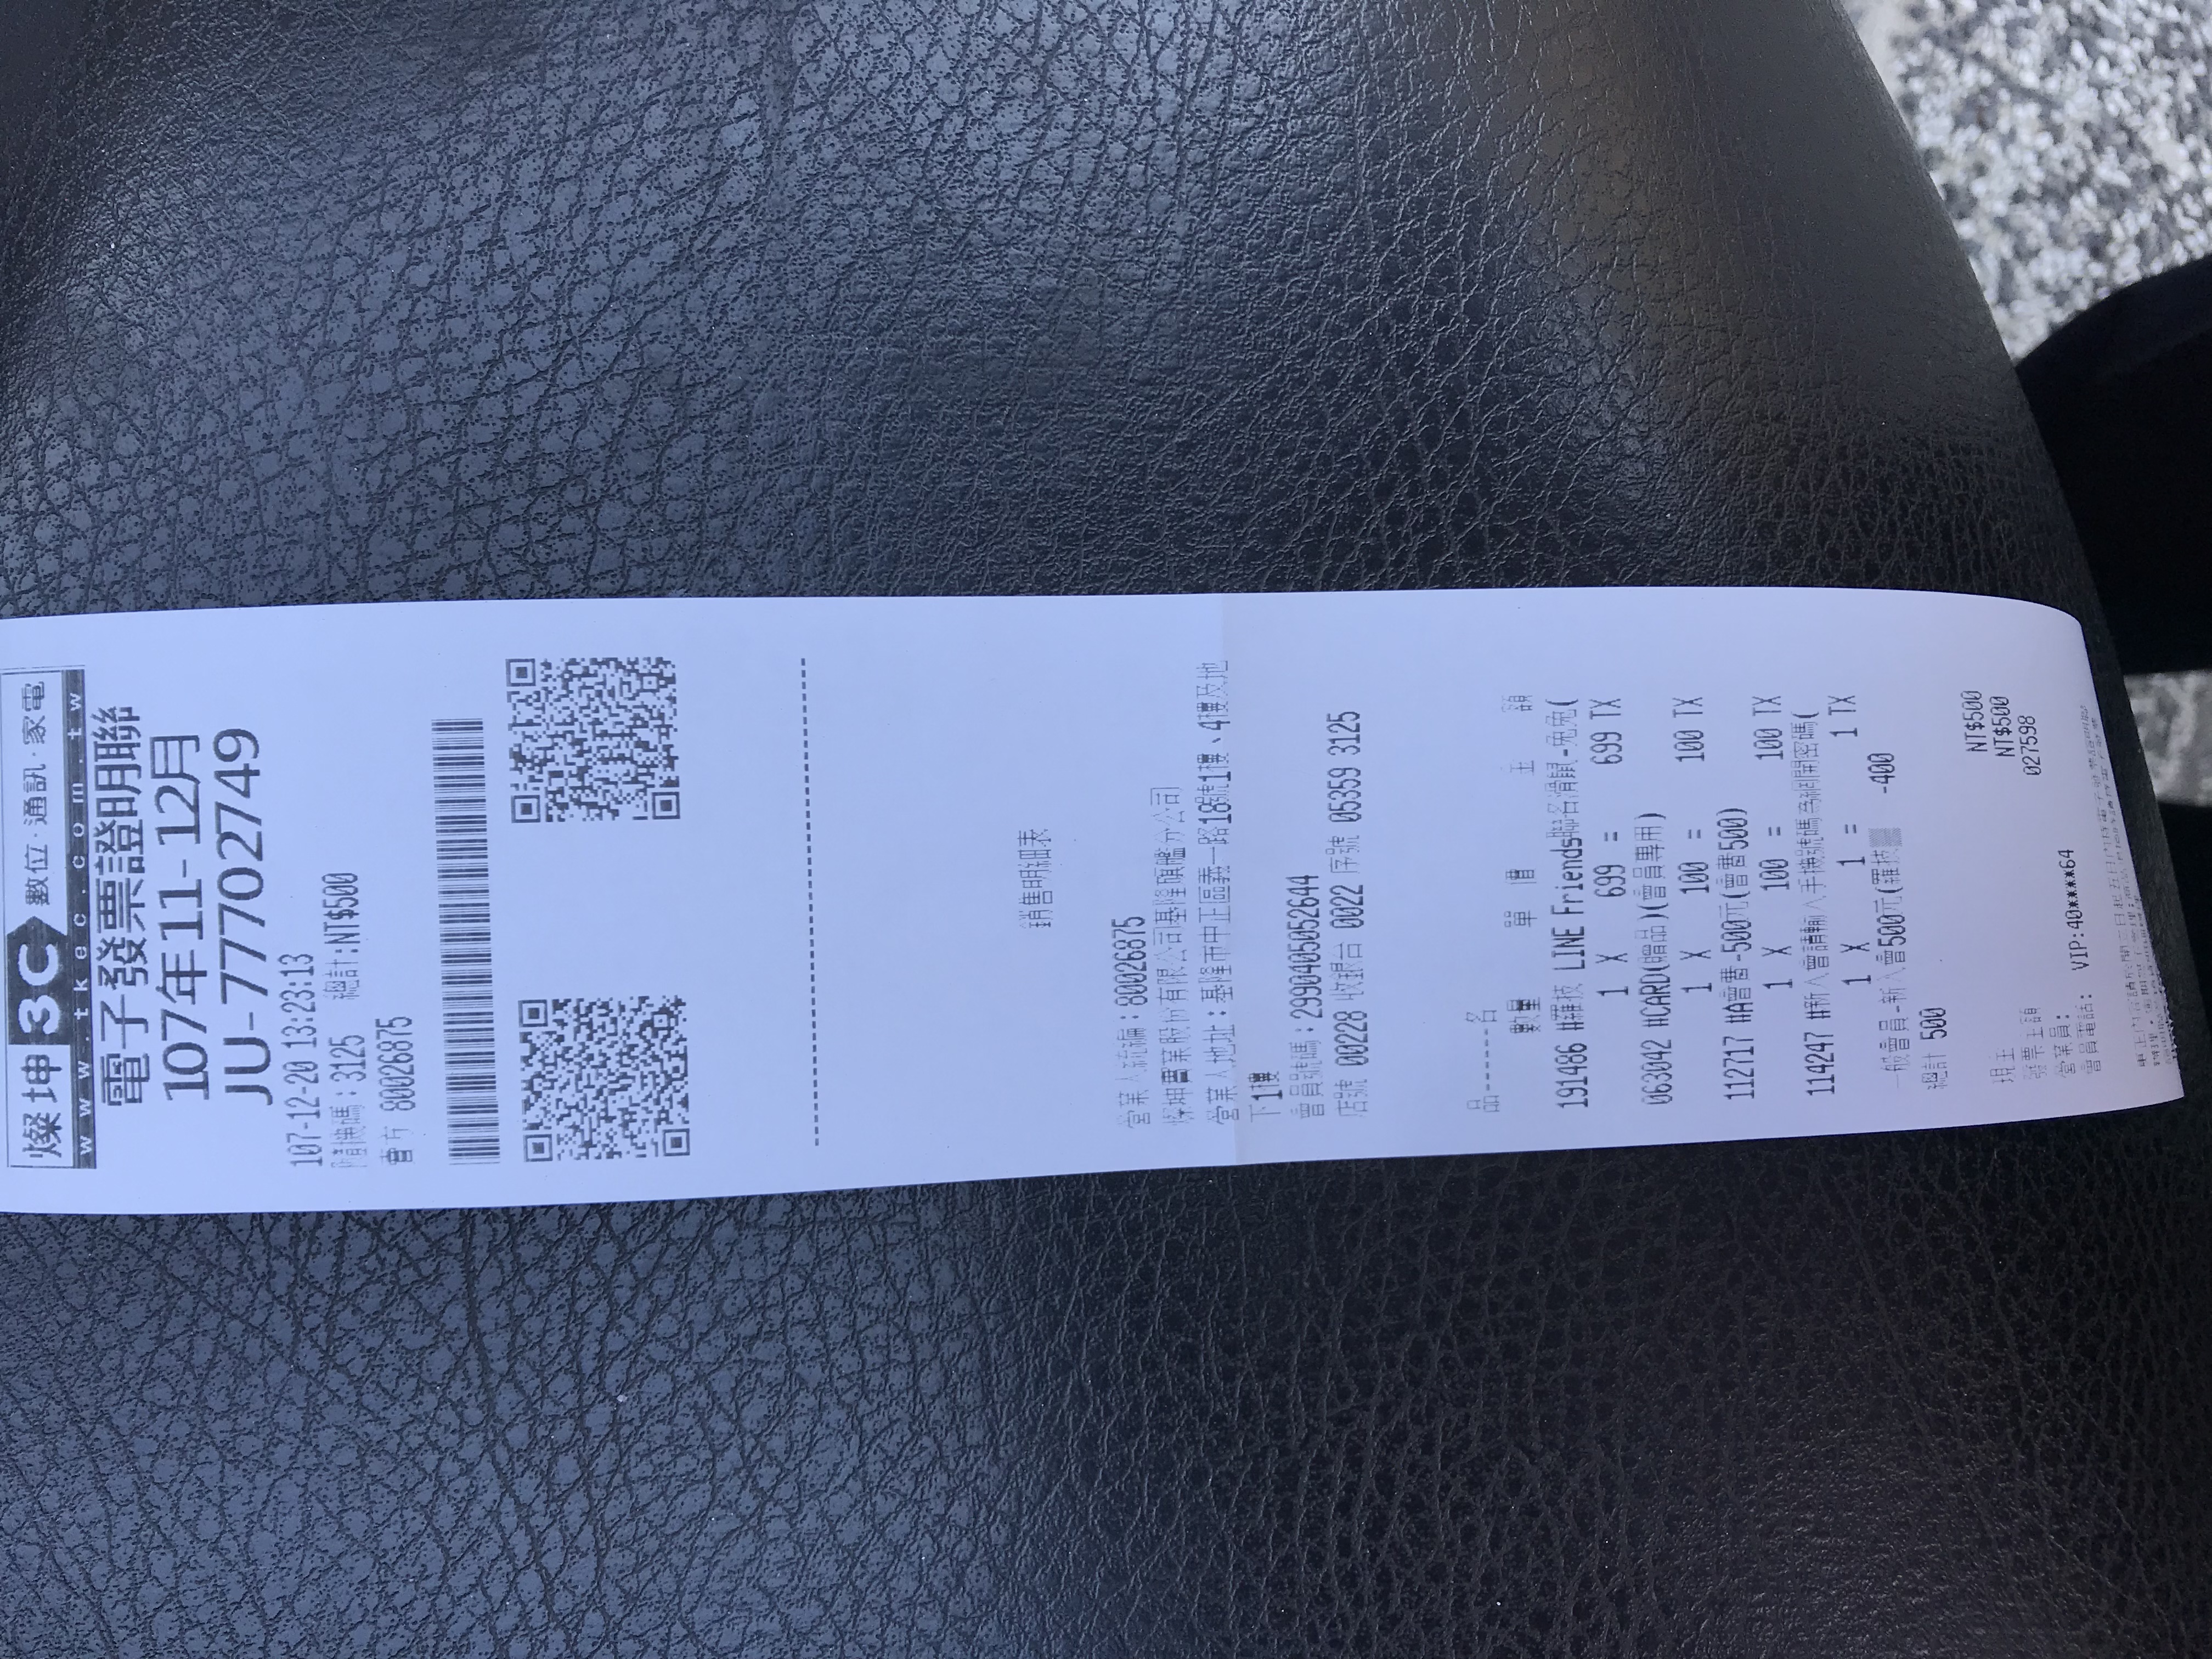 燦坤 3C 數位·通訊·家電
www.tkec.com.tw
電子發票證明聯
107年11-12月
JU-77702749
107-12-20 13:23:13
隨機碼:3125 總計:NT$500
賣方 80026875
銷售明細表
營業人統編:80026875
燦坤實業股份有限公司基隆旗艦分公司
營業人地址:基隆市中正區義一路18號1樓、4樓及地
下1樓
會員號碼:2990405052644
店號 00228 收銀台 0022 序號 05359 3125
品------名
數量 單 價 金 額
1914486 #羅技 LINE Friends聯名滑鼠-兔兔(
1 X 699 = 699 TX
063042 #CARD(贈品)(會員專用)
1 X 100 = 100 TX
112717 #A會書-500元(會書500)
1 X 100 = 100 TX
114247 #新入會請輸入手機號碼為網開密碼(
1 X 1 = 1 TX
一般會員-新入會500元(羅技 -400
總計 500
現金 NT$500
發票金額 NT$500
營業員: 027598
會員電話: VIP:40*****64